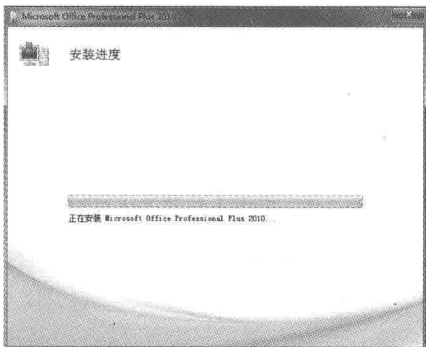 Microsoft Office Professional Plus 2010
安装进度
正在安装 Microsoft Office Professional Plus 2010...